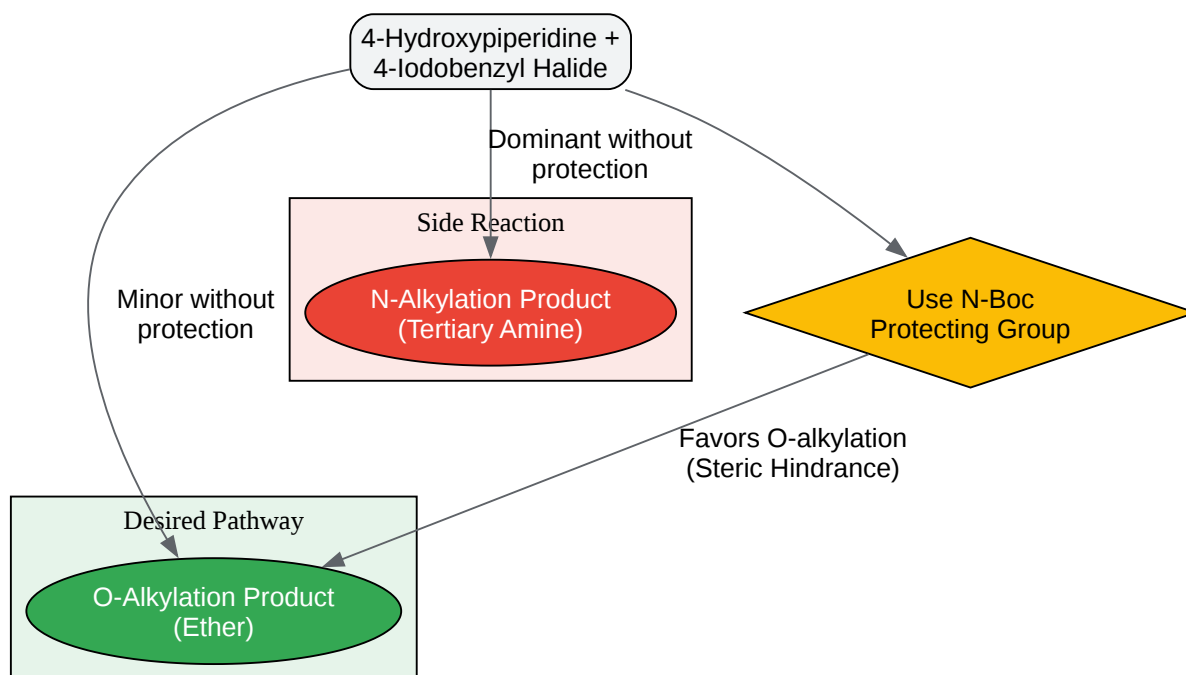 4-Hydroxypiperidine +
4-Iodobenzyl Halide
Dominant without
protection
Side Reaction
N-Alkylation Product
(Tertiary Amine)
Minor without
protection
Use N-Boc
Protecting Group
Favors O-alkylation
(Steric Hindrance)
Desired Pathway
O-Alkylation Product
(Ether)